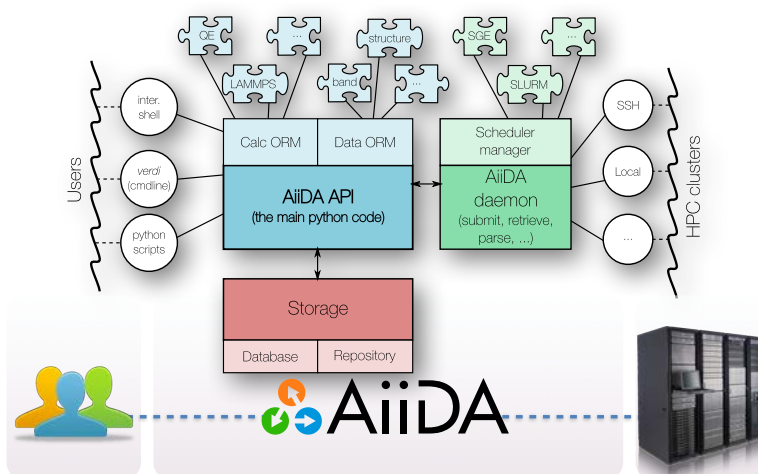 QE
...
structure
SGE
...
LAMMPS
band
...
SLURM
inter.
shell
verdi
(cmdline)
python
scripts
Users
Calc ORM
Data ORM
AiiDA API
(the main python code)
Scheduler
manager
AiiDA
daemon
(submit, retrieve,
parse, ...)
SSH
Local
...
HPC clusters
Storage
Database
Repository
AiiDA